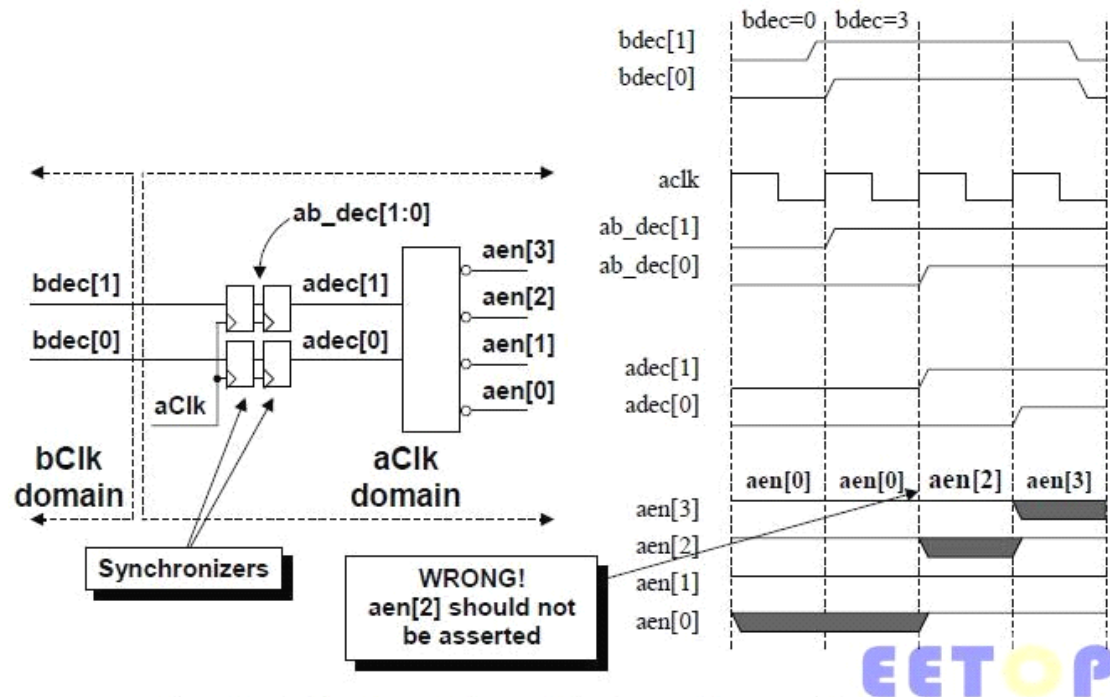 ab_dec[1:0]
bdec[1]
adec[1]
bdec[0]
adec[0]
aen[3]
aen[2]
aen[1]
aen[0]
aClk
bClk
domain
aClk
domain
Synchronizers
WRONG!
aen[2] should not
be asserted
bdec=0 bdec=3
bdec[1]
bdec[0]
aclk
ab_dec[1]
ab_dec[0]
adec[1]
adec[0]
aen[0] aen[0] aen[2] aen[3]
aen[3]
aen[2]
aen[1]
aen[0]
EETOP